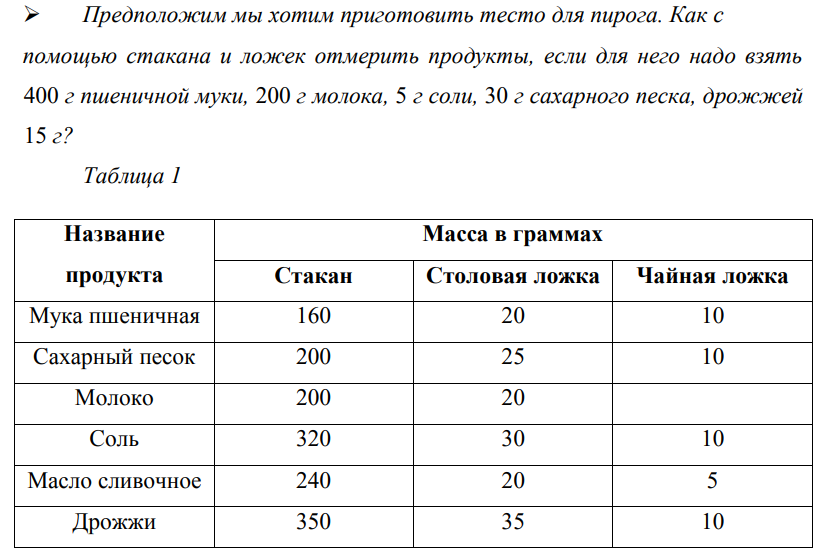 ➢ Предположим мы хотим приготовить тесто для пирога. Как с
помощью стакана и ложек отмерить продукты, если для него надо взять
400 г пшеничной муки, 200 г молока, 5 г соли, 30 г сахарного песка, дрожжей
15 г?
Таблица 1
Название продукта Масса в граммах
Стакан Столовая ложка Чайная ложка
Мука пшеничная 160 20 10
Сахарный песок 200 25 10
Молоко 200 20
Соль 320 30 10
Масло сливочное 240 20 5
Дрожжи 350 35 10